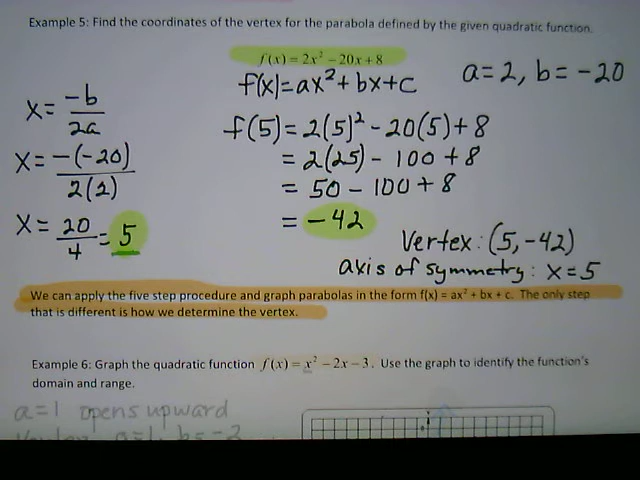 Example 5: Find the coordinates of the vertex for the parabola defined by the given quadratic function.
f(x) = 2x² − 20x + 8
f(x) = ax² + bx + c
a = 2, b = −20
x = −b/2a
x = −(−20)/2(2)
x = 20/4 = 5
f(5) = 2(5)² − 20(5) + 8
= 2(25) − 100 + 8
= 50 − 100 + 8
= −42
Vertex: (5, −42)
axis of symmetry: x = 5
We can apply the five step procedure and graph parabolas in the form f(x) = ax² + bx + c. The only step
that is different is how we determine the vertex.
Example 6: Graph the quadratic function f(x) = x² − 2x − 3. Use the graph to identify the function's
domain and range.
a = 1 opens upward
Vertex a = 1, b = −2